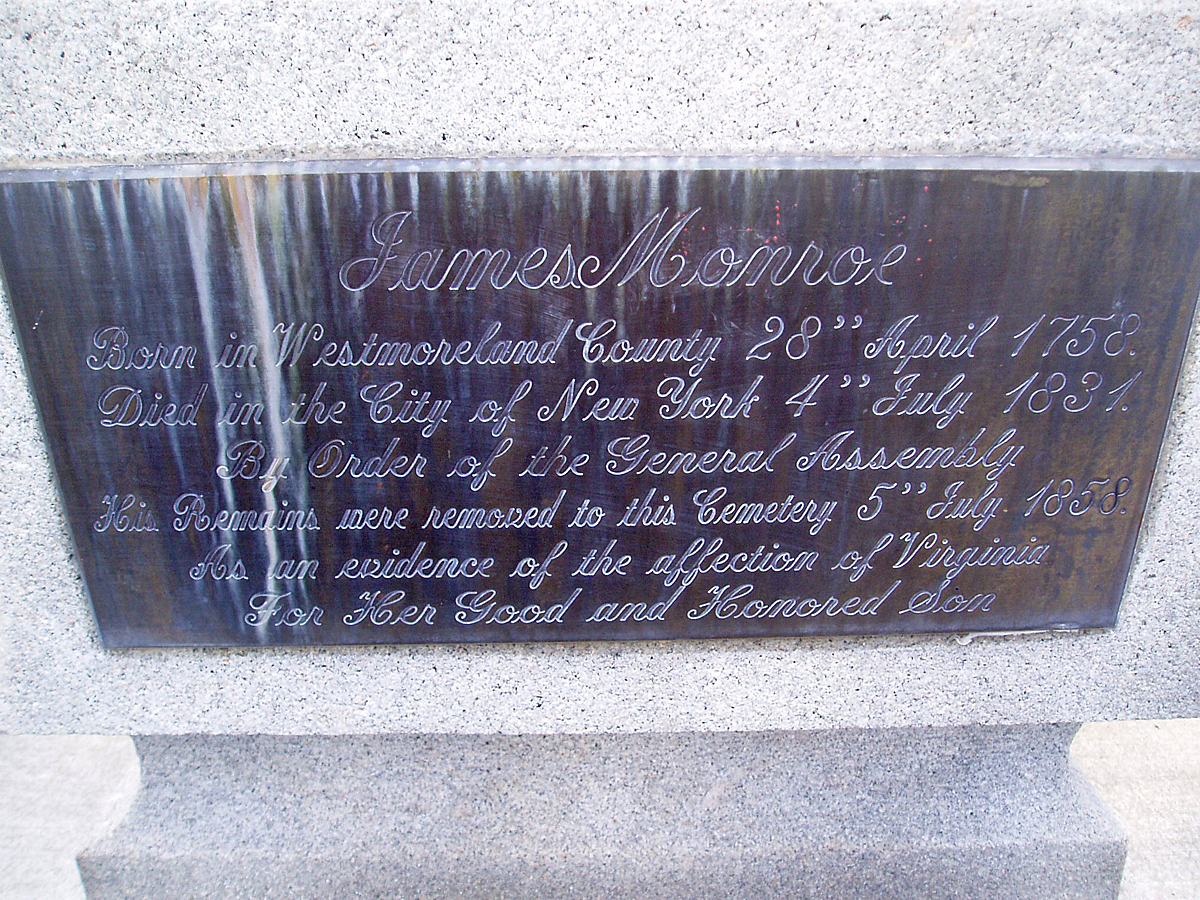 James Monroe
Born in Westmoreland County 28" April 1758.
Died in the City of New York 4" July 1831.
By Order of the General Assembly
His Remains were removed to this Cemetery 5" July 1858.
As an evidence of the affection of Virginia
For Her Good and Honored Son